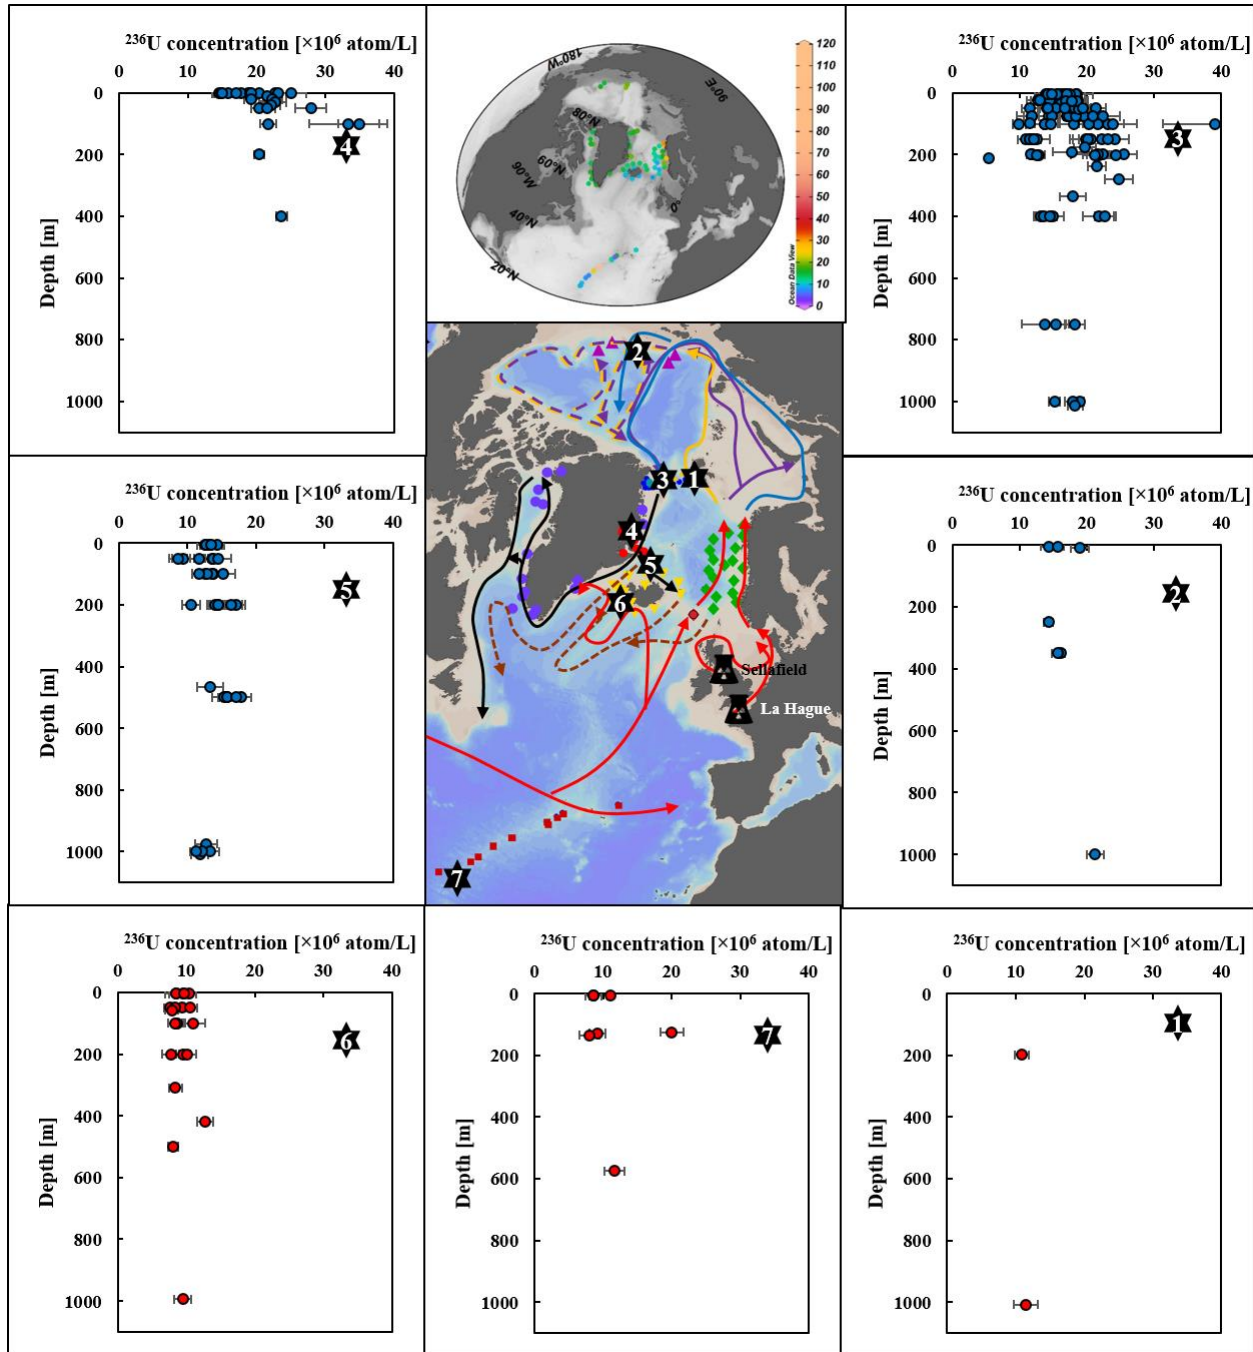 ²³⁶U concentration [×10⁶ atom/L]
0 10 20 30 40
0
200
400
600
800
1000
Depth [m]
4
180°W
90°E
80°N
60°N
90°W
40°N
20°N
0°
120
110
100
90
80
70
60
50
40
30
20
10
0
Ocean Data View
²³⁶U concentration [×10⁶ atom/L]
0 10 20 30 40
0
200
400
600
800
1000
Depth [m]
3
2
3
1
4
5
6
Sellafield
La Hague
7
²³⁶U concentration [×10⁶ atom/L]
0 10 20 30 40
0
200
400
600
800
1000
Depth [m]
5
²³⁶U concentration [×10⁶ atom/L]
0 10 20 30 40
0
200
400
600
800
1000
Depth [m]
2
²³⁶U concentration [×10⁶ atom/L]
0 10 20 30 40
0
200
400
600
800
1000
Depth [m]
6
²³⁶U concentration [×10⁶ atom/L]
0 10 20 30 40
0
200
400
600
800
1000
Depth [m]
7
²³⁶U concentration [×10⁶ atom/L]
0 10 20 30 40
0
200
400
600
800
1000
Depth [m]
1